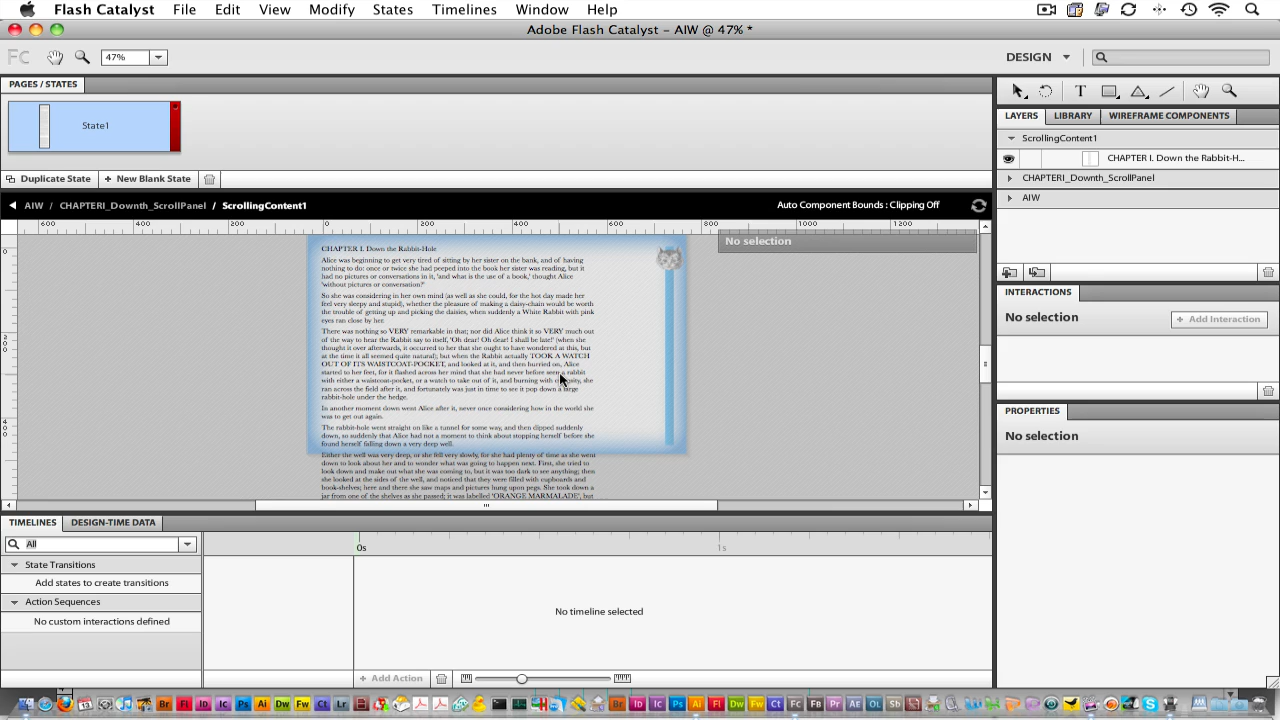 Flash Catalyst File Edit View Modify States Timelines Window Help
Adobe Flash Catalyst – AIW @ 47% *
FC 47% DESIGN
PAGES / STATES
State1
Duplicate State + New Blank State
AIW / CHAPTERI_Downth_ScrollPanel / ScrollingContent1 Auto Component Bounds : Clipping Off
600 400 200 0 200 400 600 800 1000 1200
0
200
400
No selection
CHAPTER I. Down the Rabbit-Hole
Alice was beginning to get very tired of sitting by her sister on the bank, and of having
nothing to do: once or twice she had peeped into the book her sister was reading, but it
had no pictures or conversations in it, 'and what is the use of a book,' thought Alice
'without pictures or conversation?'
So she was considering in her own mind (as well as she could, for the hot day made her
feel very sleepy and stupid), whether the pleasure of making a daisy-chain would be worth
the trouble of getting up and picking the daisies, when suddenly a White Rabbit with pink
eyes ran close by her.
There was nothing so VERY remarkable in that; nor did Alice think it so VERY much out
of the way to hear the Rabbit say to itself, 'Oh dear! Oh dear! I shall be late!' (when she
thought it over afterwards, it occurred to her that she ought to have wondered at this, but
at the time it all seemed quite natural); but when the Rabbit actually TOOK A WATCH
OUT OF ITS WAISTCOAT-POCKET, and looked at it, and then hurried on, Alice
started to her feet, for it flashed across her mind that she had never before seen a rabbit
with either a waistcoat-pocket, or a watch to take out of it, and burning with she
ran across the field after it, and fortunately was just in time to see it pop down a large
rabbit-hole under the hedge.
In another moment down went Alice after it, never once considering how in the world she
was to get out again.
The rabbit-hole went straight on like a tunnel for some way, and then dipped suddenly
down, so suddenly that Alice had not a moment to think about stopping herself before she
found herself falling down a very deep well.
Either the well was very deep, or she fell very slowly, for she had plenty of time as she went
down to look about her and to wonder what was going to happen next. First, she tried to
look down and make out what she was coming to, but it was too dark to see anything; then
she looked at the sides of the well, and noticed that they were filled with cupboards and
book-shelves; here and there she saw maps and pictures hung upon pegs. She took down a
jar from one of the shelves as she passed; it was labelled 'ORANGE MARMALADE', but
LAYERS LIBRARY WIREFRAME COMPONENTS
ScrollingContent1
CHAPTER I. Down the Rabbit-H...
CHAPTERI_Downth_ScrollPanel
AIW
INTERACTIONS
No selection + Add Interaction
PROPERTIES
No selection
TIMELINES DESIGN-TIME DATA
All 0s 1s
State Transitions
Add states to create transitions
Action Sequences
No custom interactions defined
No timeline selected
+ Add Action